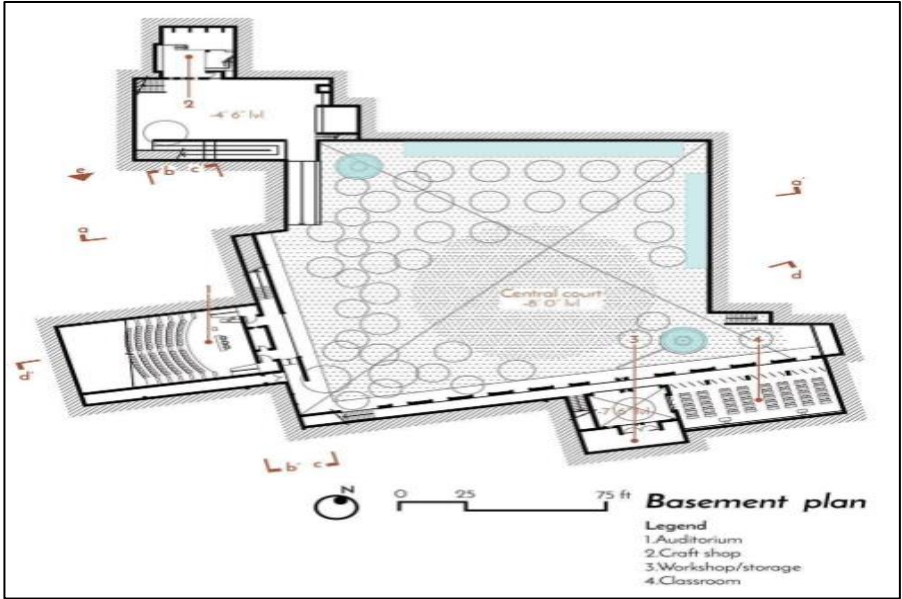 2
-4' 6" lvl
e
b' c'
a
a'
d
Central court
-8' 0" lvl
3
4
d'
b' c
N
0 25 75 ft
Basement plan
Legend
1.Auditorium
2.Craft shop
3.Workshop/storage
4.Classroom